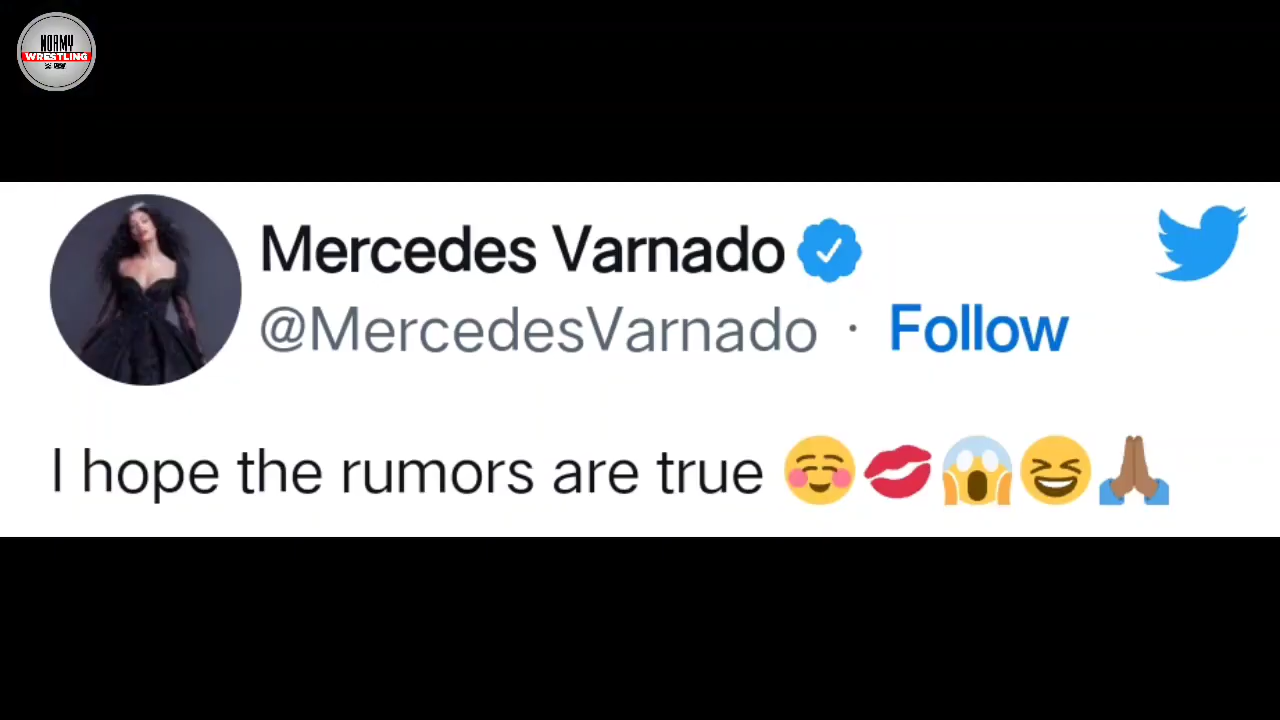 NORMY
WRESTLING
Mercedes Varnado
@MercedesVarnado · Follow
I hope the rumors are true ☺️💋😱😆🙏🏽